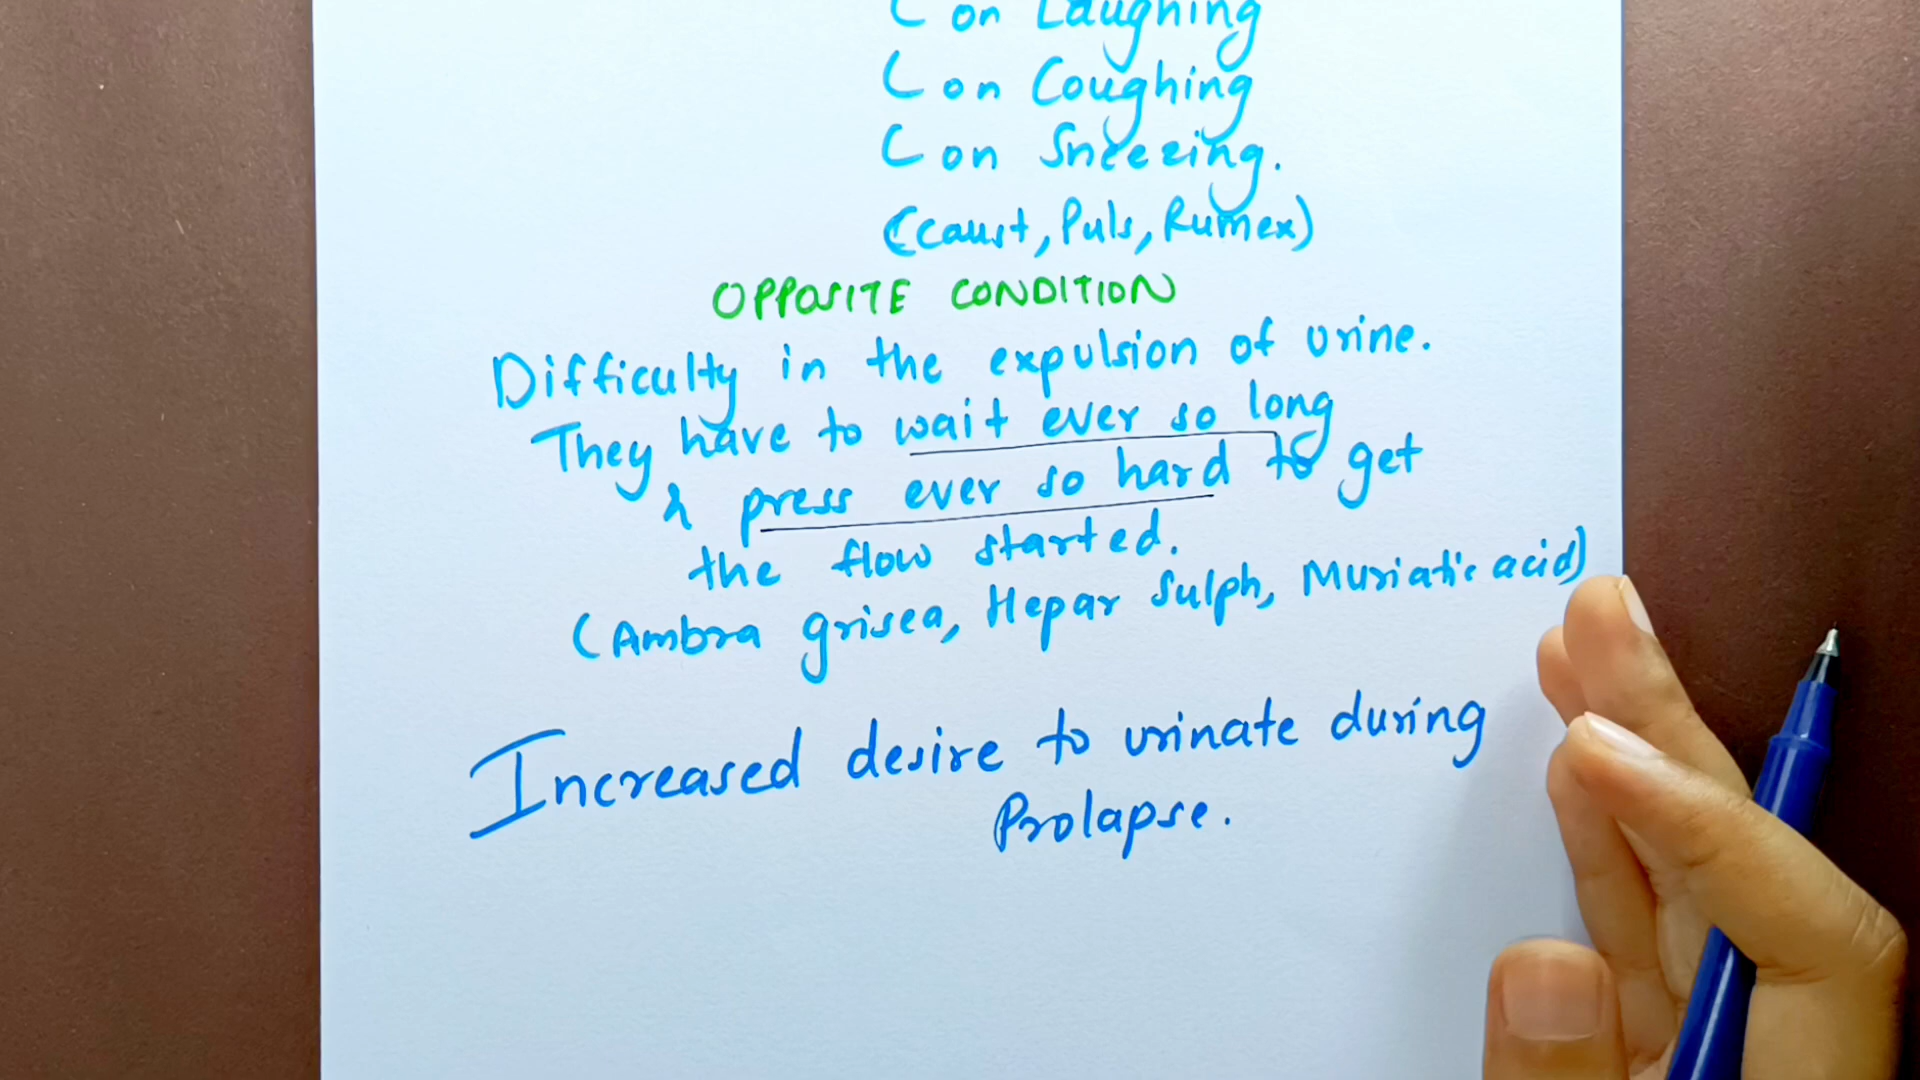 on Laughing
on Coughing
on Sneezing.
(Caust, Puls, Rumex)
OPPOSITE CONDITION
Difficulty in the expulsion of urine.
They have to wait ever so long
& press ever so hard to get
the flow started.
(Ambra grisea, Hepar Sulph, Muriatic acid)
Increased desire to urinate during
Prolapse.